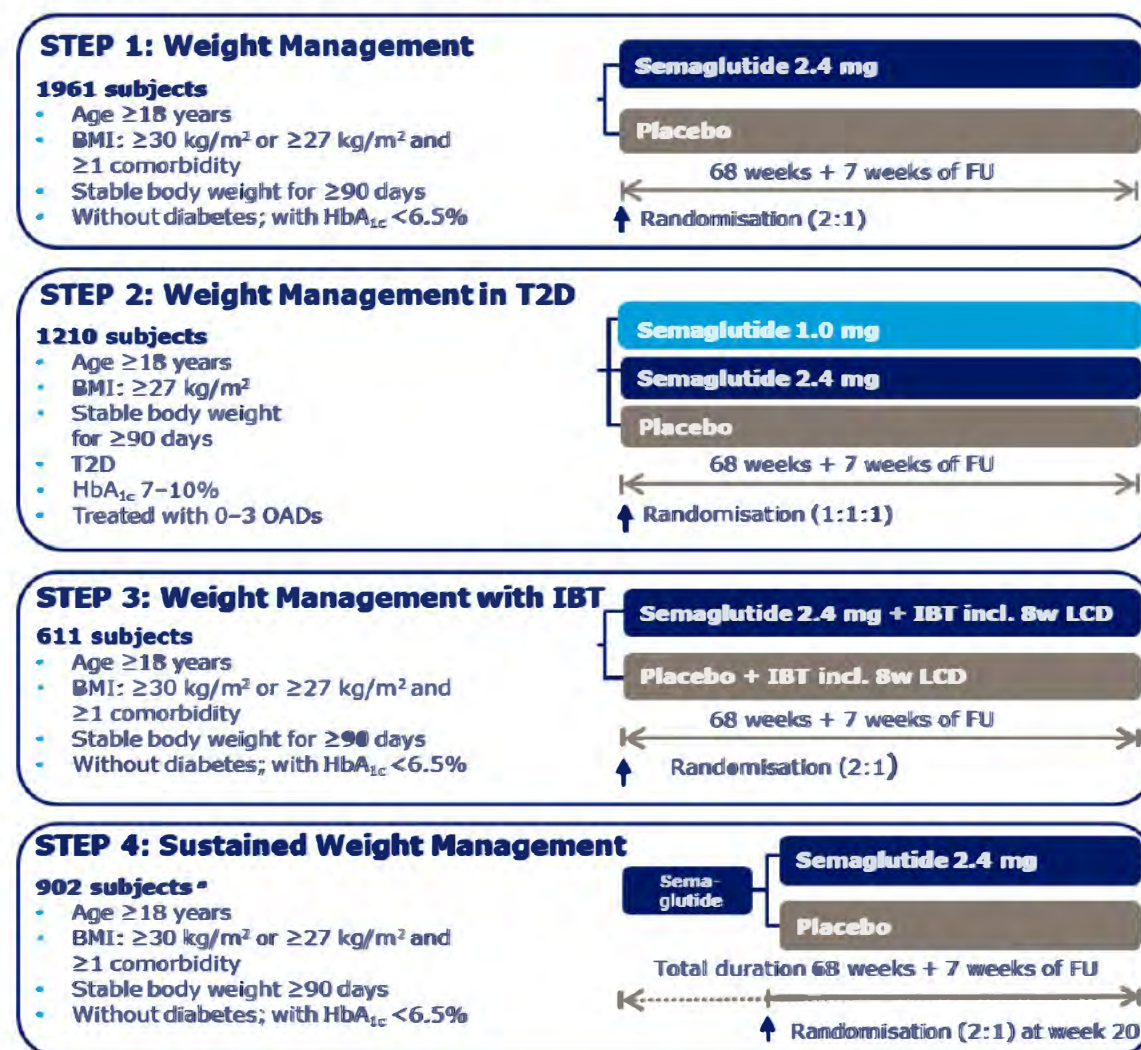 STEP 1: Weight Management
1961 subjects
• Age ≥18 years
• BMI: ≥30 kg/m² or ≥27 kg/m² and
≥1 comorbidity
• Stable body weight for ≥90 days
• Without diabetes; with HbA1c <6.5%
Semaglutide 2.4 mg
Placebo
68 weeks + 7 weeks of FU
Randomisation (2:1)
STEP 2: Weight Management in T2D
1210 subjects
• Age ≥18 years
• BMI: ≥27 kg/m²
• Stable body weight
for ≥90 days
• T2D
• HbA1c 7–10%
• Treated with 0–3 OADs
Semaglutide 1.0 mg
Semaglutide 2.4 mg
Placebo
68 weeks + 7 weeks of FU
Randomisation (1:1:1)
STEP 3: Weight Management with IBT
611 subjects
• Age ≥18 years
• BMI: ≥30 kg/m² or ≥27 kg/m² and
≥1 comorbidity
• Stable body weight for ≥90 days
• Without diabetes; with HbA1c <6.5%
Semaglutide 2.4 mg + IBT incl. 8w LCD
Placebo + IBT incl. 8w LCD
68 weeks + 7 weeks of FU
Randomisation (2:1)
STEP 4: Sustained Weight Management
902 subjects
• Age ≥18 years
• BMI: ≥30 kg/m² or ≥27 kg/m² and
≥1 comorbidity
• Stable body weight ≥90 days
• Without diabetes; with HbA1c <6.5%
Sema-
glutide
Semaglutide 2.4 mg
Placebo
Total duration 68 weeks + 7 weeks of FU
Randomisation (2:1) at week 20